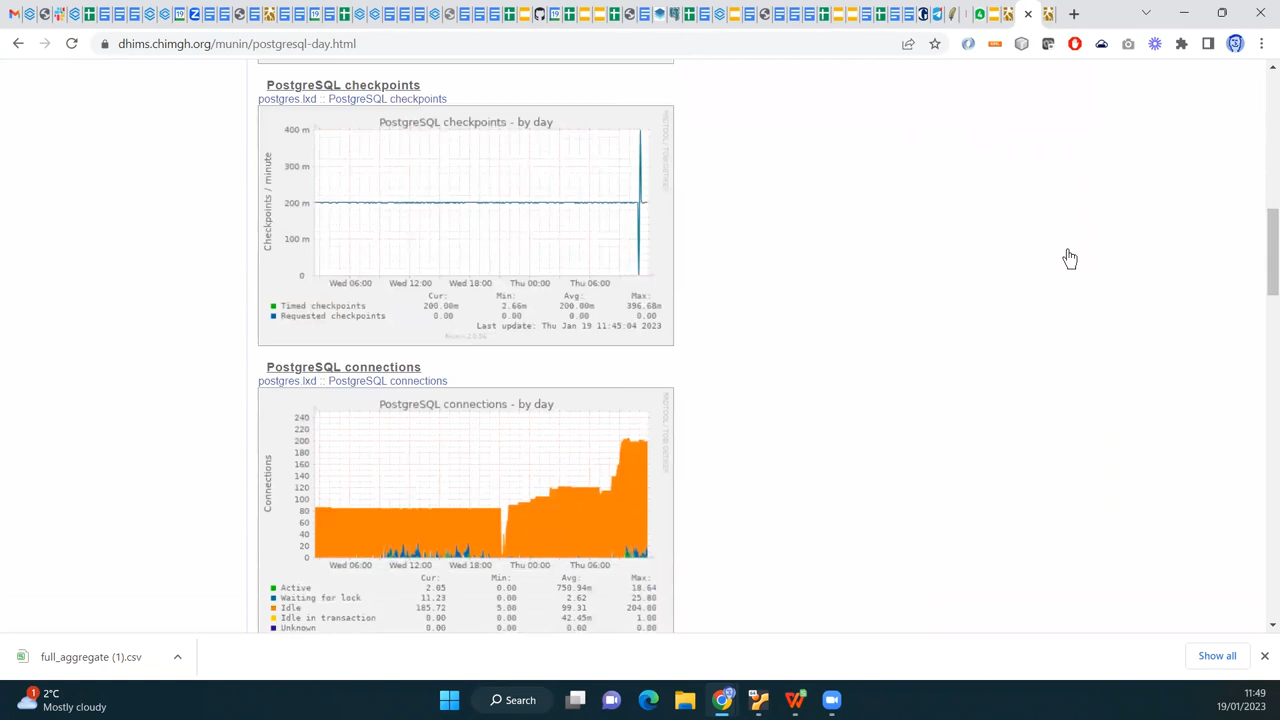 dhims.chimgh.org/munin/postgresql-day.html
PostgreSQL checkpoints
postgres.lxd :: PostgreSQL checkpoints
PostgreSQL checkpoints - by day
RRDTOOL / TOBI OETIKER
Checkpoints / minute
400 m
300 m
200 m
100 m
0
Wed 06:00 Wed 12:00 Wed 18:00 Thu 00:00 Thu 06:00
Cur: Min: Avg: Max:
Timed checkpoints 200.00m 2.66m 200.00m 396.68m
Requested checkpoints 0.00 0.00 0.00 0.00
Last update: Thu Jan 19 11:45:04 2023
PostgreSQL connections
postgres.lxd :: PostgreSQL connections
PostgreSQL connections - by day
RRDTOOL / TOBI OETIKER
Connections
240
220
200
180
160
140
120
100
80
60
40
20
0
Wed 06:00 Wed 12:00 Wed 18:00 Thu 00:00 Thu 06:00
Cur: Min: Avg: Max:
Active 2.05 0.00 750.94m 18.64
Waiting for lock 11.23 0.00 2.62 25.80
Idle 185.72 5.00 99.31 204.00
Idle in transaction 0.00 0.00 42.45m 1.00
Unknown 0.00 0.00 0.00 0.00
full_aggregate (1).csv
Show all
1
2°C
Mostly cloudy
Search
11:49
19/01/2023